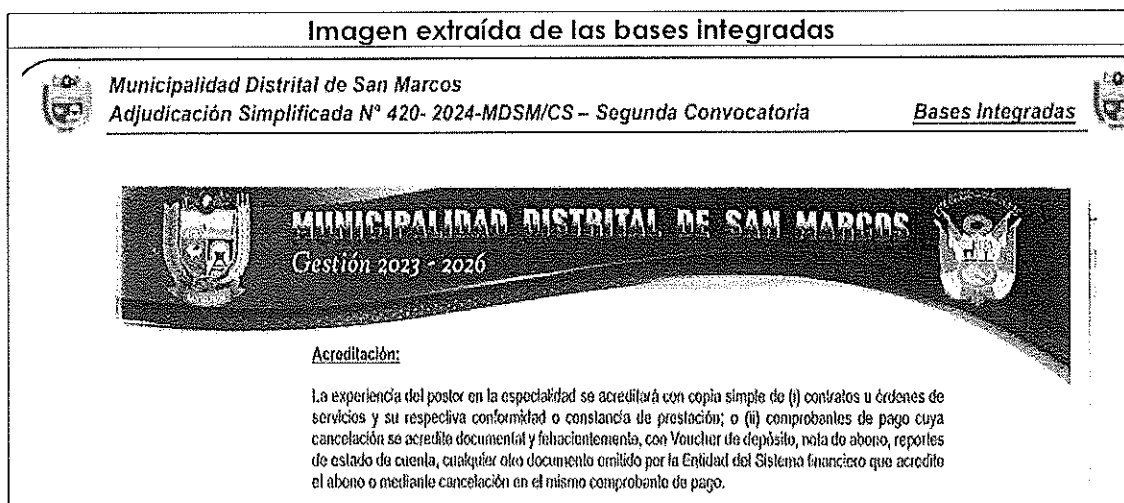 Imagen extraída de las bases integradas
Municipalidad Distrital de San Marcos
Adjudicación Simplificada Nº 420- 2024-MDSM/CS – Segunda Convocatoria Bases Integradas
MUNICIPALIDAD DISTRITAL DE SAN MARCOS
Gestión 2023 - 2026
Acreditación:
La experiencia del postor en la especialidad se acreditará con copia simple de (i) contratos u órdenes de
servicios y su respectiva conformidad o constancia de prestación; o (ii) comprobantes de pago cuya
cancelación se acredite documental y fehacientemente, con Voucher de depósito, nota de abono, reportes
de estado de cuenta, cualquier otro documento emitido por la Entidad del Sistema financiero que acredite
el abono o mediante cancelación en el mismo comprobante de pago.